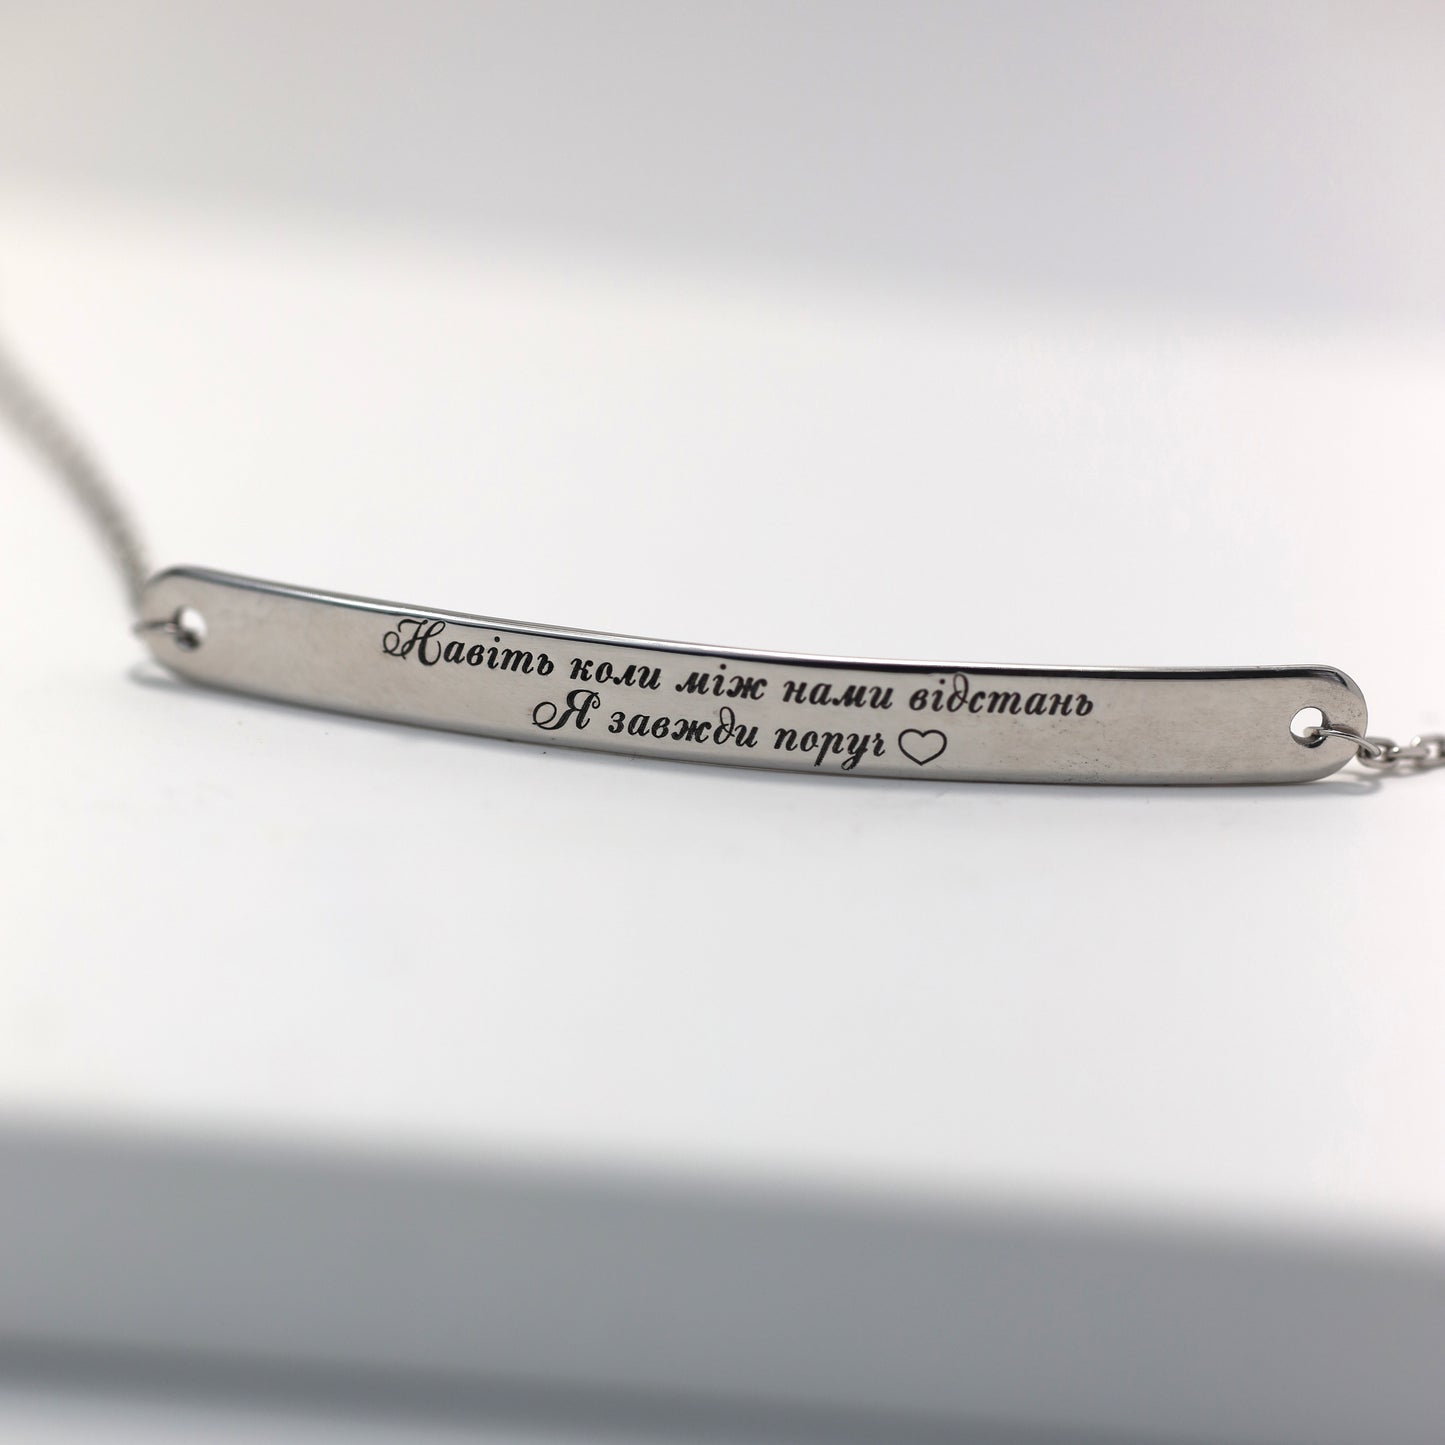 Навіть коли між нами відстань
Я завжди поруч ♡